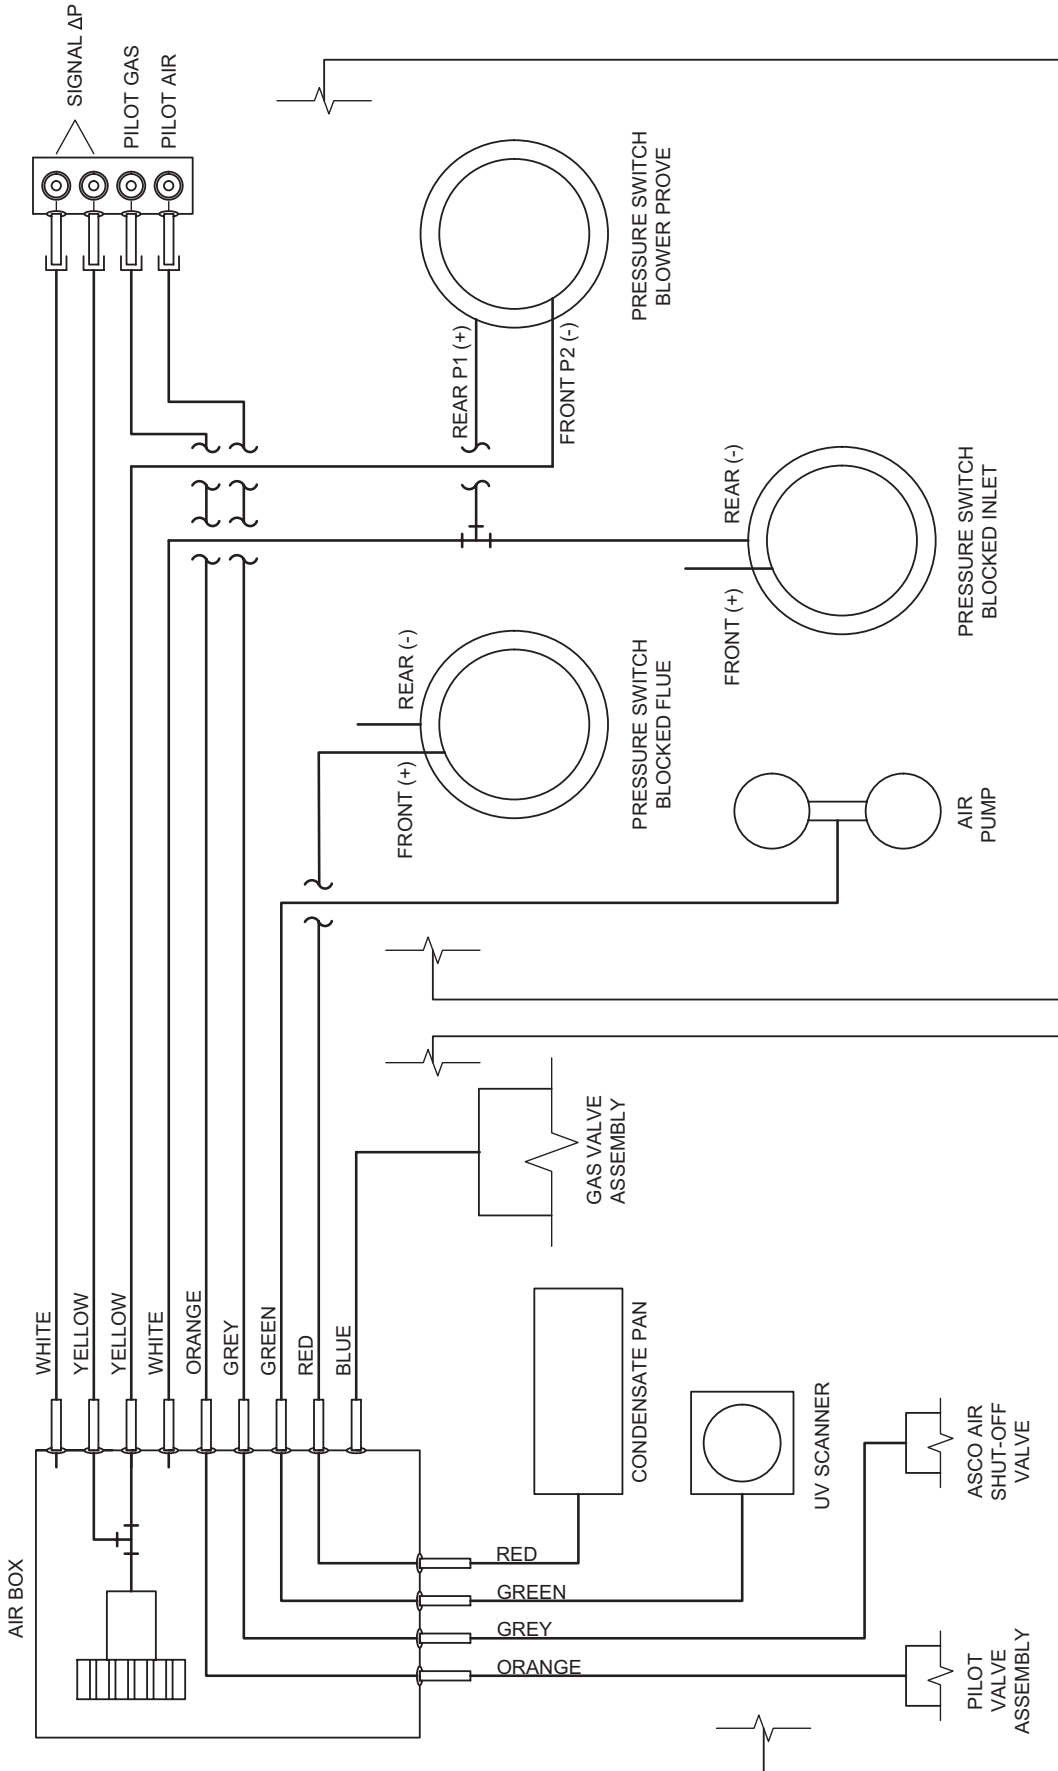 SIGNAL ΔP
PILOT GAS
PILOT AIR
PRESSURE SWITCH
BLOWER PROVE
REAR P1 (+)
FRONT P2 (-)
REAR (-)
FRONT (+)
PRESSURE SWITCH
BLOCKED INLET
REAR (-)
FRONT (+)
PRESSURE SWITCH
BLOCKED FLUE
AIR
PUMP
GAS VALVE
ASSEMBLY
WHITE
YELLOW
YELLOW
WHITE
ORANGE
GREY
GREEN
RED
BLUE
CONDENSATE PAN
UV SCANNER
ASCO AIR
SHUT-OFF
VALVE
AIR BOX
RED
GREEN
GREY
ORANGE
PILOT
VALVE
ASSEMBLY